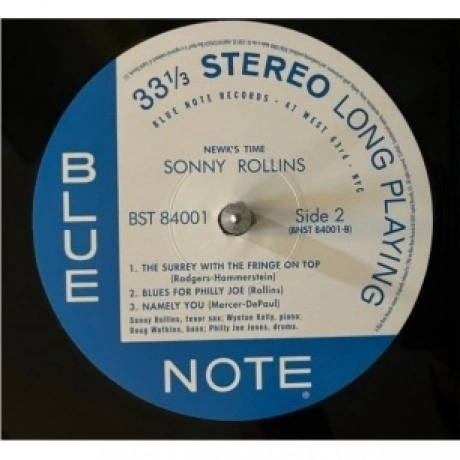 33 1/3 STEREO LONG PLAYING
BLUE NOTE RECORDS - 47 WEST 63rd - NYC
NEWK'S TIME
SONNY ROLLINS
BST 84001
Side 2
(BNST 84001-B)
1. THE SURREY WITH THE FRINGE ON TOP
(Rodgers-Hammerstein)
2. BLUES FOR PHILLY JOE (Rollins)
3. NAMELY YOU (Mercer-DePaul)
Sonny Rollins, tenor sax; Wynton Kelly, piano;
Doug Watkins, bass; Philly Joe Jones, drums.
BLUE
NOTE®